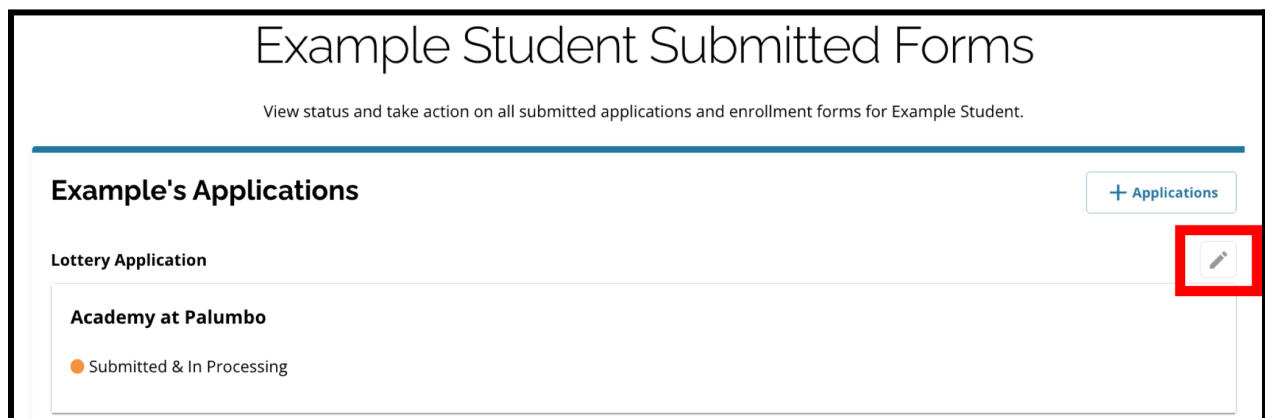 Example Student Submitted Forms
View status and take action on all submitted applications and enrollment forms for Example Student.
Example's Applications
+ Applications
Lottery Application
Academy at Palumbo
Submitted & In Processing